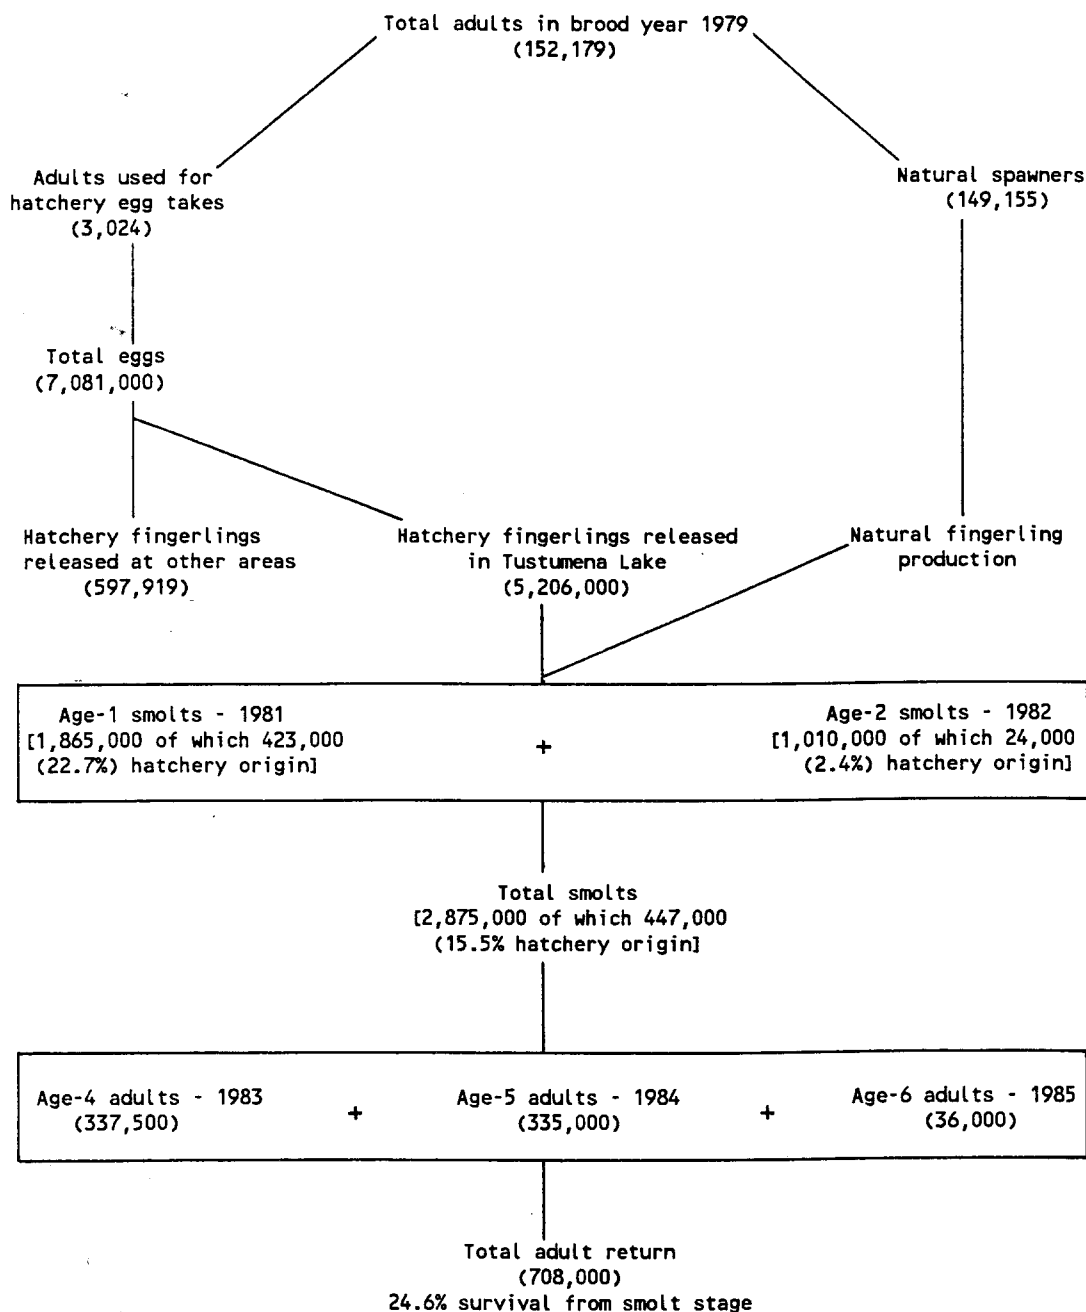 Total adults in brood year 1979
(152,179)
Adults used for
hatchery egg takes
(3,024)
Natural spawners
(149,155)
Total eggs
(7,081,000)
Hatchery fingerlings
released at other areas
(597,919)
Hatchery fingerlings released
in Tustumena Lake
(5,206,000)
Natural fingerling
production
Age-1 smolts - 1981
[1,865,000 of which 423,000
(22.7%) hatchery origin]
+
Age-2 smolts - 1982
[1,010,000 of which 24,000
(2.4%) hatchery origin]
Total smolts
[2,875,000 of which 447,000
(15.5% hatchery origin]
Age-4 adults - 1983
(337,500)
+
Age-5 adults - 1984
(335,000)
+
Age-6 adults - 1985
(36,000)
Total adult return
(708,000)
24.6% survival from smolt stage